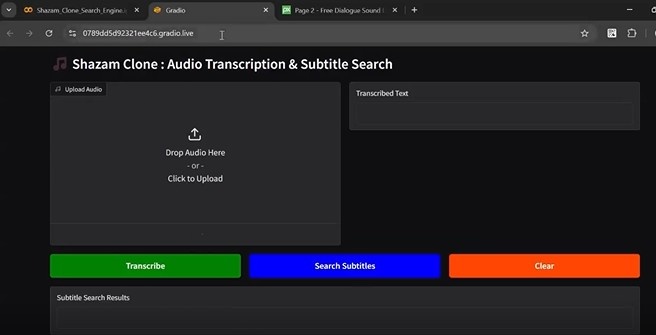 Shazam_Clone_Search_Engine.
Gradio
Page 2 - Free Dialogue Sound
0789dd5d92321ee4c6.gradio.live
Shazam Clone : Audio Transcription & Subtitle Search
Upload Audio
Transcribed Text
Drop Audio Here
- or -
Click to Upload
Transcribe
Search Subtitles
Clear
Subtitle Search Results